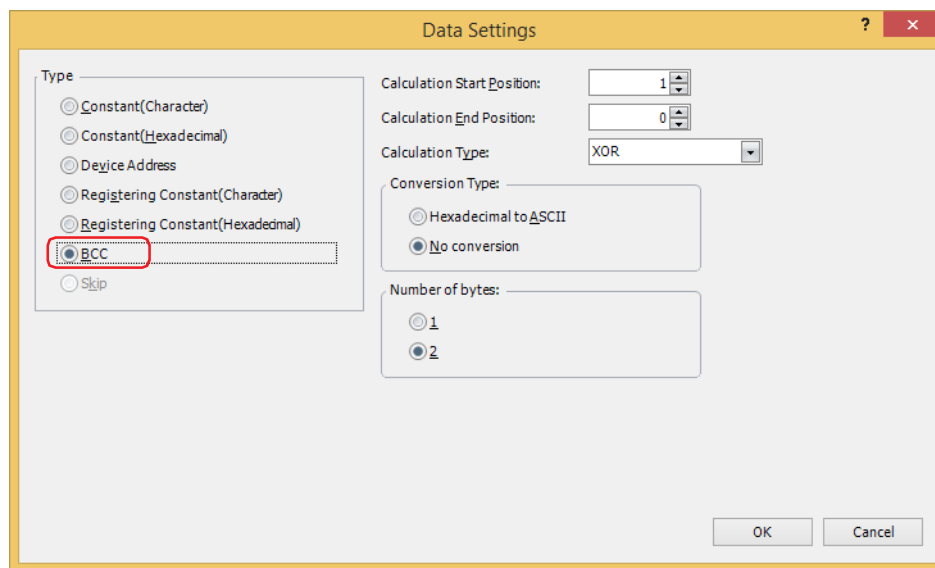 Data Settings
?
Type
Constant(Character)
Constant(Hexadecimal)
Device Address
Registering Constant(Character)
Registering Constant(Hexadecimal)
BCC
Skip
Calculation Start Position: 1
Calculation End Position: 0
Calculation Type: XOR
Conversion Type:
Hexadecimal to ASCII
No conversion
Number of bytes:
1
2
OK Cancel